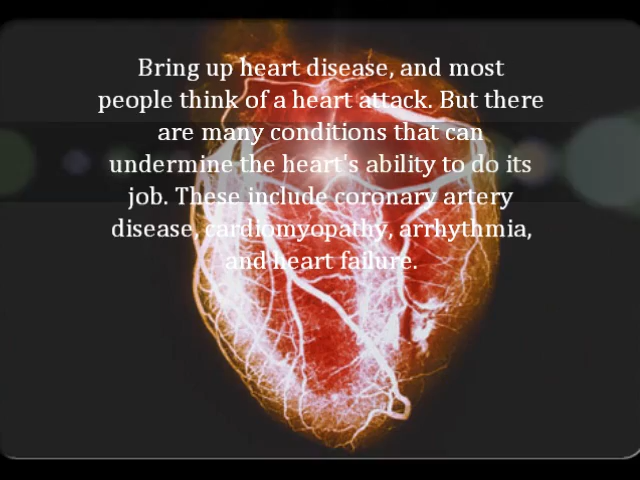 Bring up heart disease, and most
people think of a heart attack. But there
are many conditions that can
undermine the heart's ability to do its
job. These include coronary artery
disease, cardiomyopathy, arrhythmia,
and heart failure.